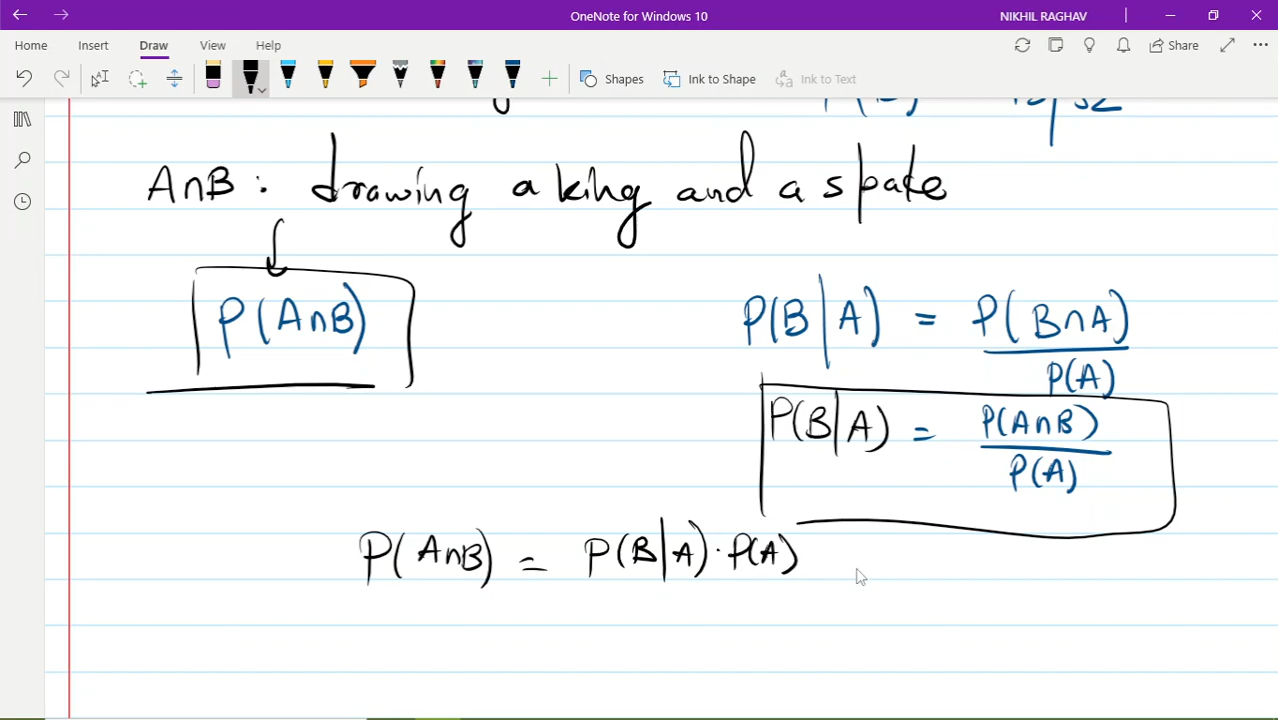 OneNote for Windows 10
NIKHIL RAGHAV
Home Insert Draw View Help
Share
Shapes Ink to Shape Ink to Text
A∩B : drawing a king and a spate
P(A∩B)
P(B|A) = P(B∩A)
P(A)
P(B|A) = P(A∩B)
P(A)
P(A∩B) = P(B|A) · P(A)